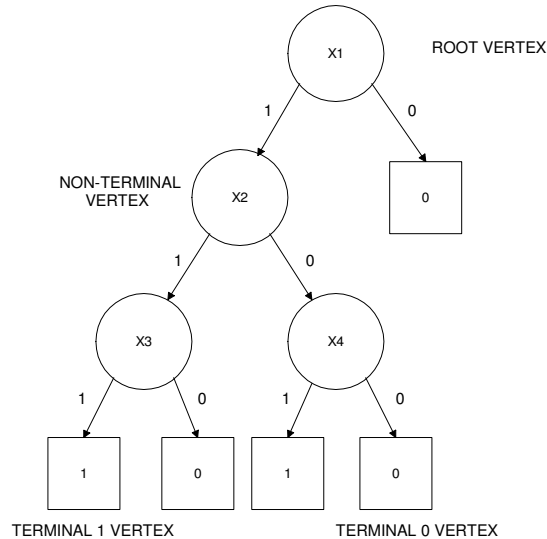 X1
ROOT VERTEX
1
0
NON-TERMINAL
VERTEX
X2
0
1
0
X3
X4
1
0
1
0
1
0
1
0
TERMINAL 1 VERTEX
TERMINAL 0 VERTEX